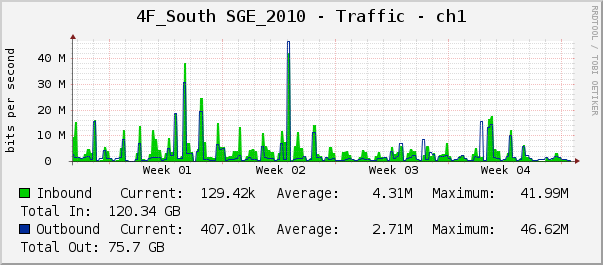 4F_South SGE_2010 - Traffic - ch1
RRDTOOL / TOBI OETIKER
bits per second
40 M
30 M
20 M
10 M
0
Week 01 Week 02 Week 03 Week 04
Inbound Current: 129.42k Average: 4.31M Maximum: 41.99M
Total In: 120.34 GB
Outbound Current: 407.01k Average: 2.71M Maximum: 46.62M
Total Out: 75.7 GB